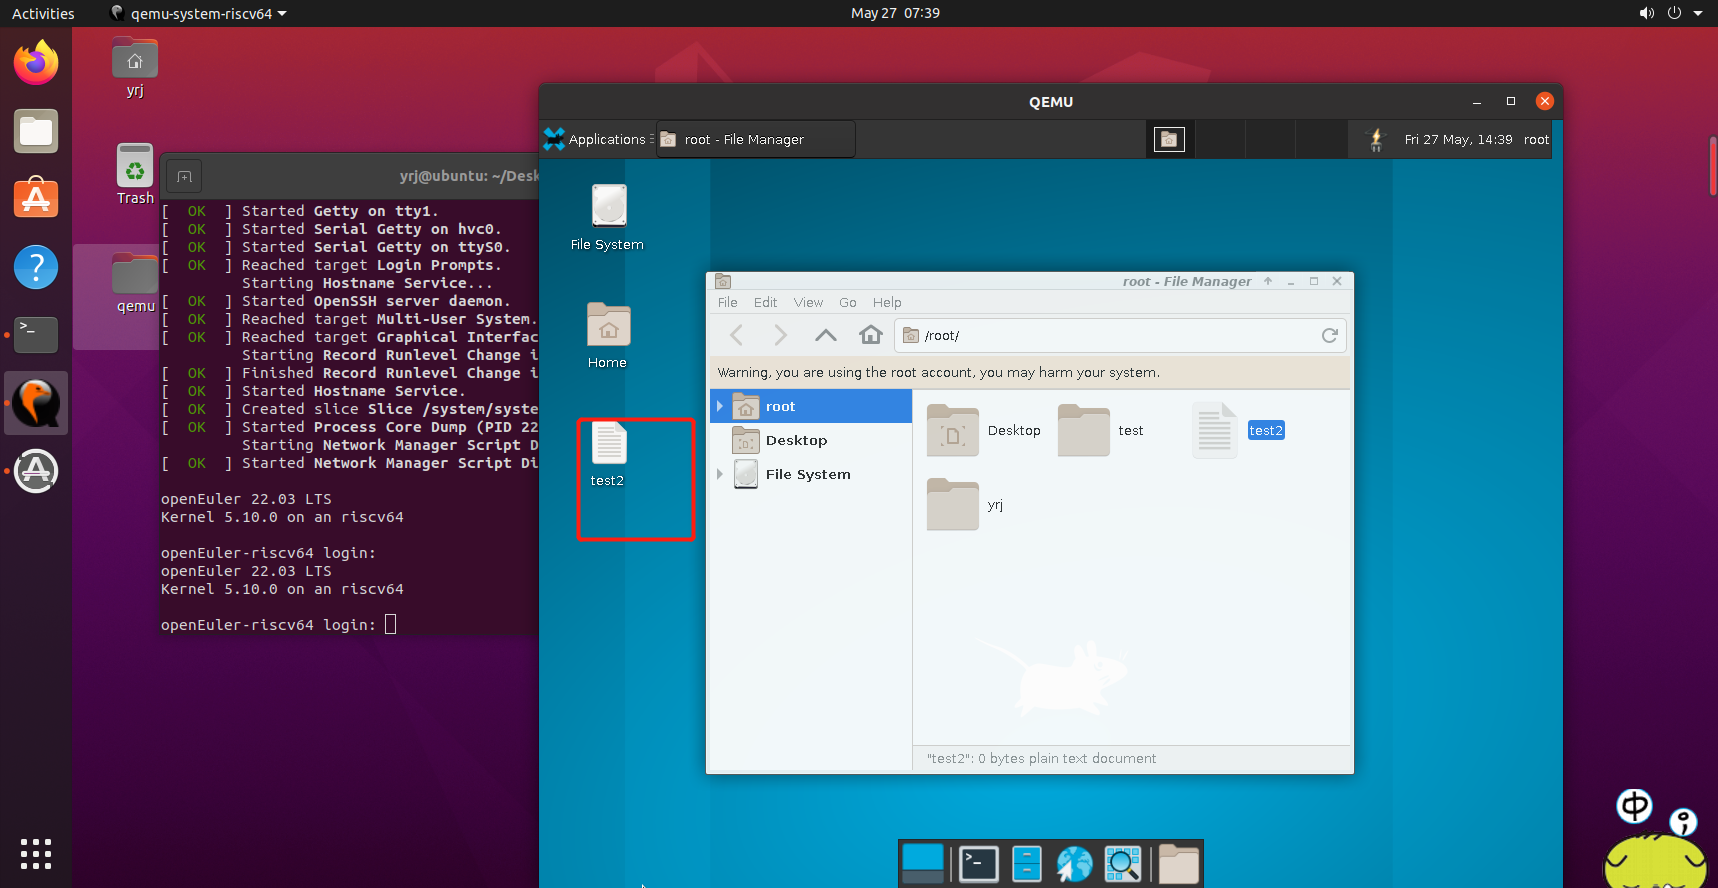 Activities
qemu-system-riscv64
May 27 07:39
yrj
Trash
qemu
yrj@ubuntu: ~/Desk
[ OK ] Started Getty on tty1.
[ OK ] Started Serial Getty on hvc0.
[ OK ] Started Serial Getty on ttyS0.
[ OK ] Reached target Login Prompts.
Starting Hostname Service...
[ OK ] Started OpenSSH server daemon.
[ OK ] Reached target Multi-User System.
[ OK ] Reached target Graphical Interfac
Starting Record Runlevel Change i
[ OK ] Finished Record Runlevel Change i
[ OK ] Started Hostname Service.
[ OK ] Created slice Slice /system/syste
[ OK ] Started Process Core Dump (PID 22
Starting Network Manager Script D
[ OK ] Started Network Manager Script Di
openEuler 22.03 LTS
Kernel 5.10.0 on an riscv64
openEuler-riscv64 login:
openEuler 22.03 LTS
Kernel 5.10.0 on an riscv64
openEuler-riscv64 login:
QEMU
Applications
root - File Manager
Fri 27 May, 14:39
root
File System
Home
test2
root - File Manager
File Edit View Go Help
/root/
Warning, you are using the root account, you may harm your system.
root
Desktop
File System
Desktop
test
test2
yrj
"test2": 0 bytes plain text document
中